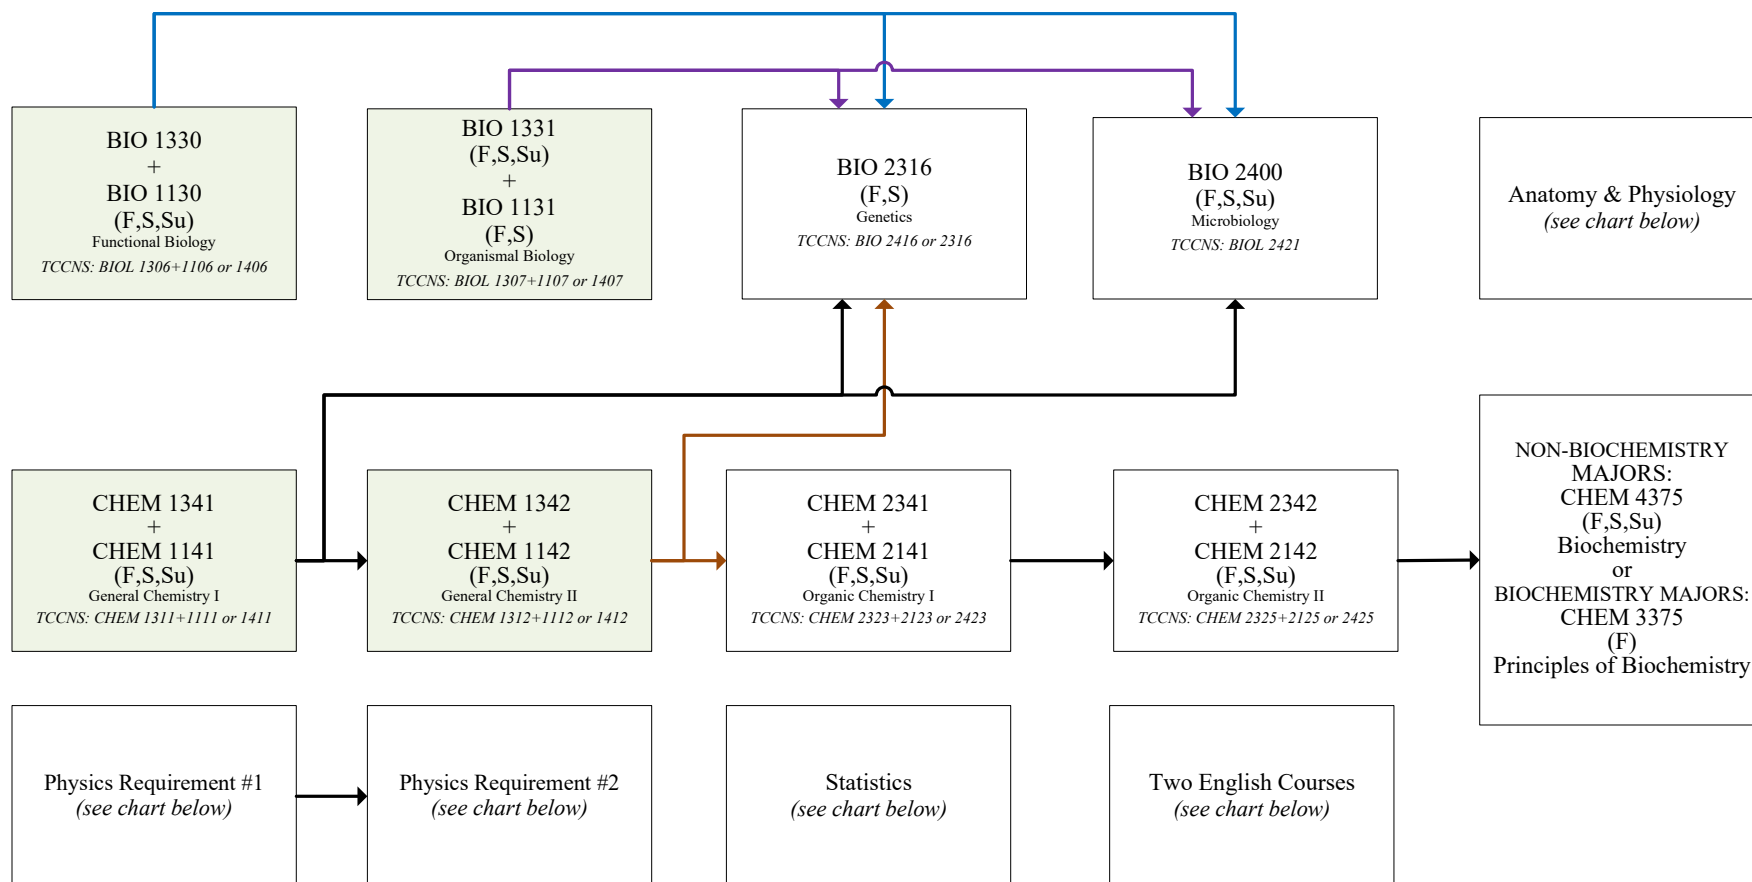 BIO 1330
+
BIO 1130
(F,S,Su)
Functional Biology
TCCNS: BIOL 1306+1106 or 1406
BIO 1331
(F,S,Su)
+
BIO 1131
(F,S)
Organismal Biology
TCCNS: BIOL 1307+1107 or 1407
BIO 2316
(F,S)
Genetics
TCCNS: BIO 2416 or 2316
BIO 2400
(F,S,Su)
Microbiology
TCCNS: BIOL 2421
Anatomy & Physiology
(see chart below)
CHEM 1341
+
CHEM 1141
(F,S,Su)
General Chemistry I
TCCNS: CHEM 1311+1111 or 1411
CHEM 1342
+
CHEM 1142
(F,S,Su)
General Chemistry II
TCCNS: CHEM 1312+1112 or 1412
CHEM 2341
+
CHEM 2141
(F,S,Su)
Organic Chemistry I
TCCNS: CHEM 2323+2123 or 2423
CHEM 2342
+
CHEM 2142
(F,S,Su)
Organic Chemistry II
TCCNS: CHEM 2325+2125 or 2425
NON-BIOCHEMISTRY
MAJORS:
CHEM 4375
(F,S,Su)
Biochemistry
or
BIOCHEMISTRY MAJORS:
CHEM 3375
(F)
Principles of Biochemistry
Physics Requirement #1
(see chart below)
Physics Requirement #2
(see chart below)
Statistics
(see chart below)
Two English Courses
(see chart below)